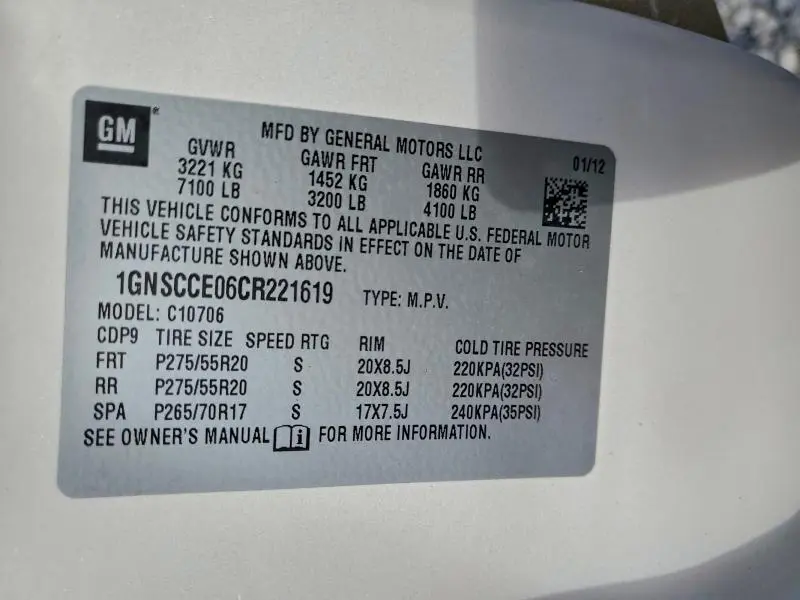 GM®
MFD BY GENERAL MOTORS LLC 01/12
GVWR GAWR FRT GAWR RR
3221 KG 1452 KG 1860 KG
7100 LB 3200 LB 4100 LB
THIS VEHICLE CONFORMS TO ALL APPLICABLE U.S. FEDERAL MOTOR
VEHICLE SAFETY STANDARDS IN EFFECT ON THE DATE OF
MANUFACTURE SHOWN ABOVE.
1GNSCCE06CR221619 TYPE: M.P.V.
MODEL: C10706
CDP9 TIRE SIZE SPEED RTG RIM COLD TIRE PRESSURE
FRT P275/55R20 S 20X8.5J 220KPA(32PSI)
RR P275/55R20 S 20X8.5J 220KPA(32PSI)
SPA P265/70R17 S 17X7.5J 240KPA(35PSI)
SEE OWNER'S MANUAL i FOR MORE INFORMATION.